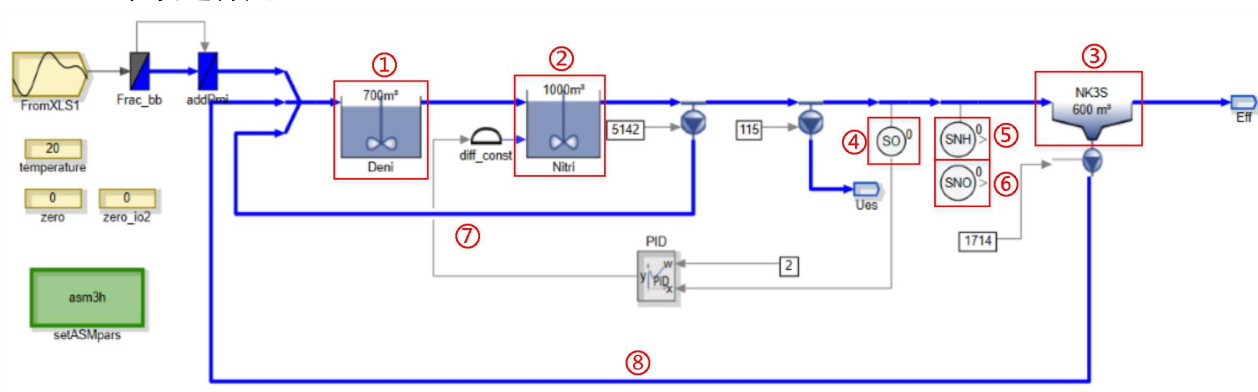 ① ② ③
700m³ 1000m³ NK3S
600 m³
FromXLS1 Frac_bb addPmi Deni Nitri Eff
5142 115 ④ SO 0 SNH 0 > ⑤
diff_const
20
temperature
SNO 0 > ⑥
0 0 Ues
zero zero_io2
⑦ 1714
PID
w
y PID
x
2
asm3h
setASMpars
⑧